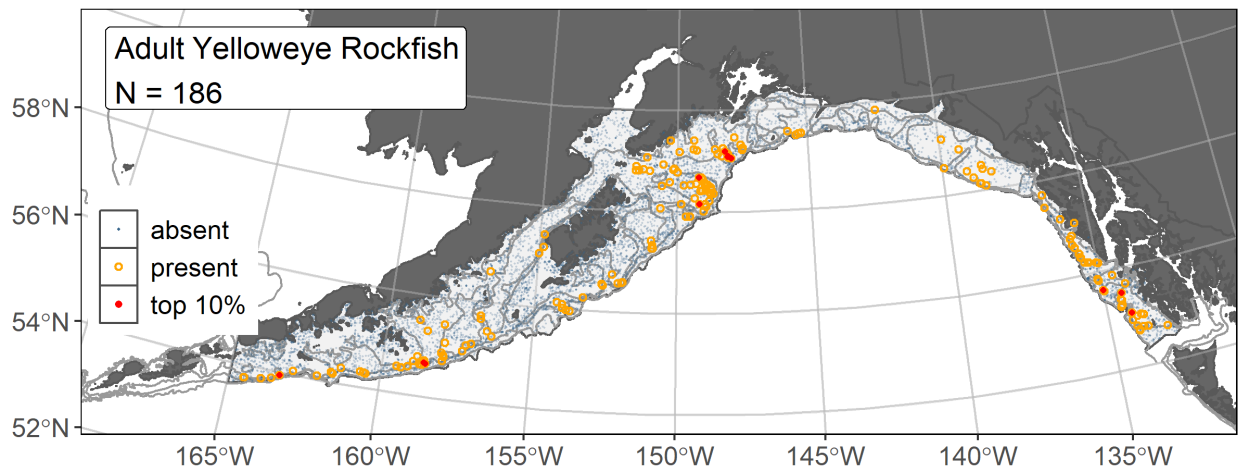 Adult Yelloweye Rockfish
N = 186
58°N
56°N
54°N
52°N
absent
present
top 10%
165°W
160°W
155°W
150°W
145°W
140°W
135°W